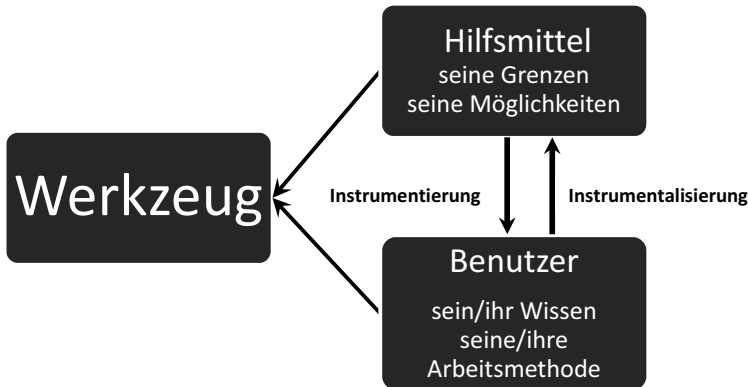 Hilfsmittel
seine Grenzen
seine Möglichkeiten
Werkzeug
Instrumentierung
Instrumentalisierung
Benutzer
sein/ihr Wissen
seine/ihre
Arbeitsmethode